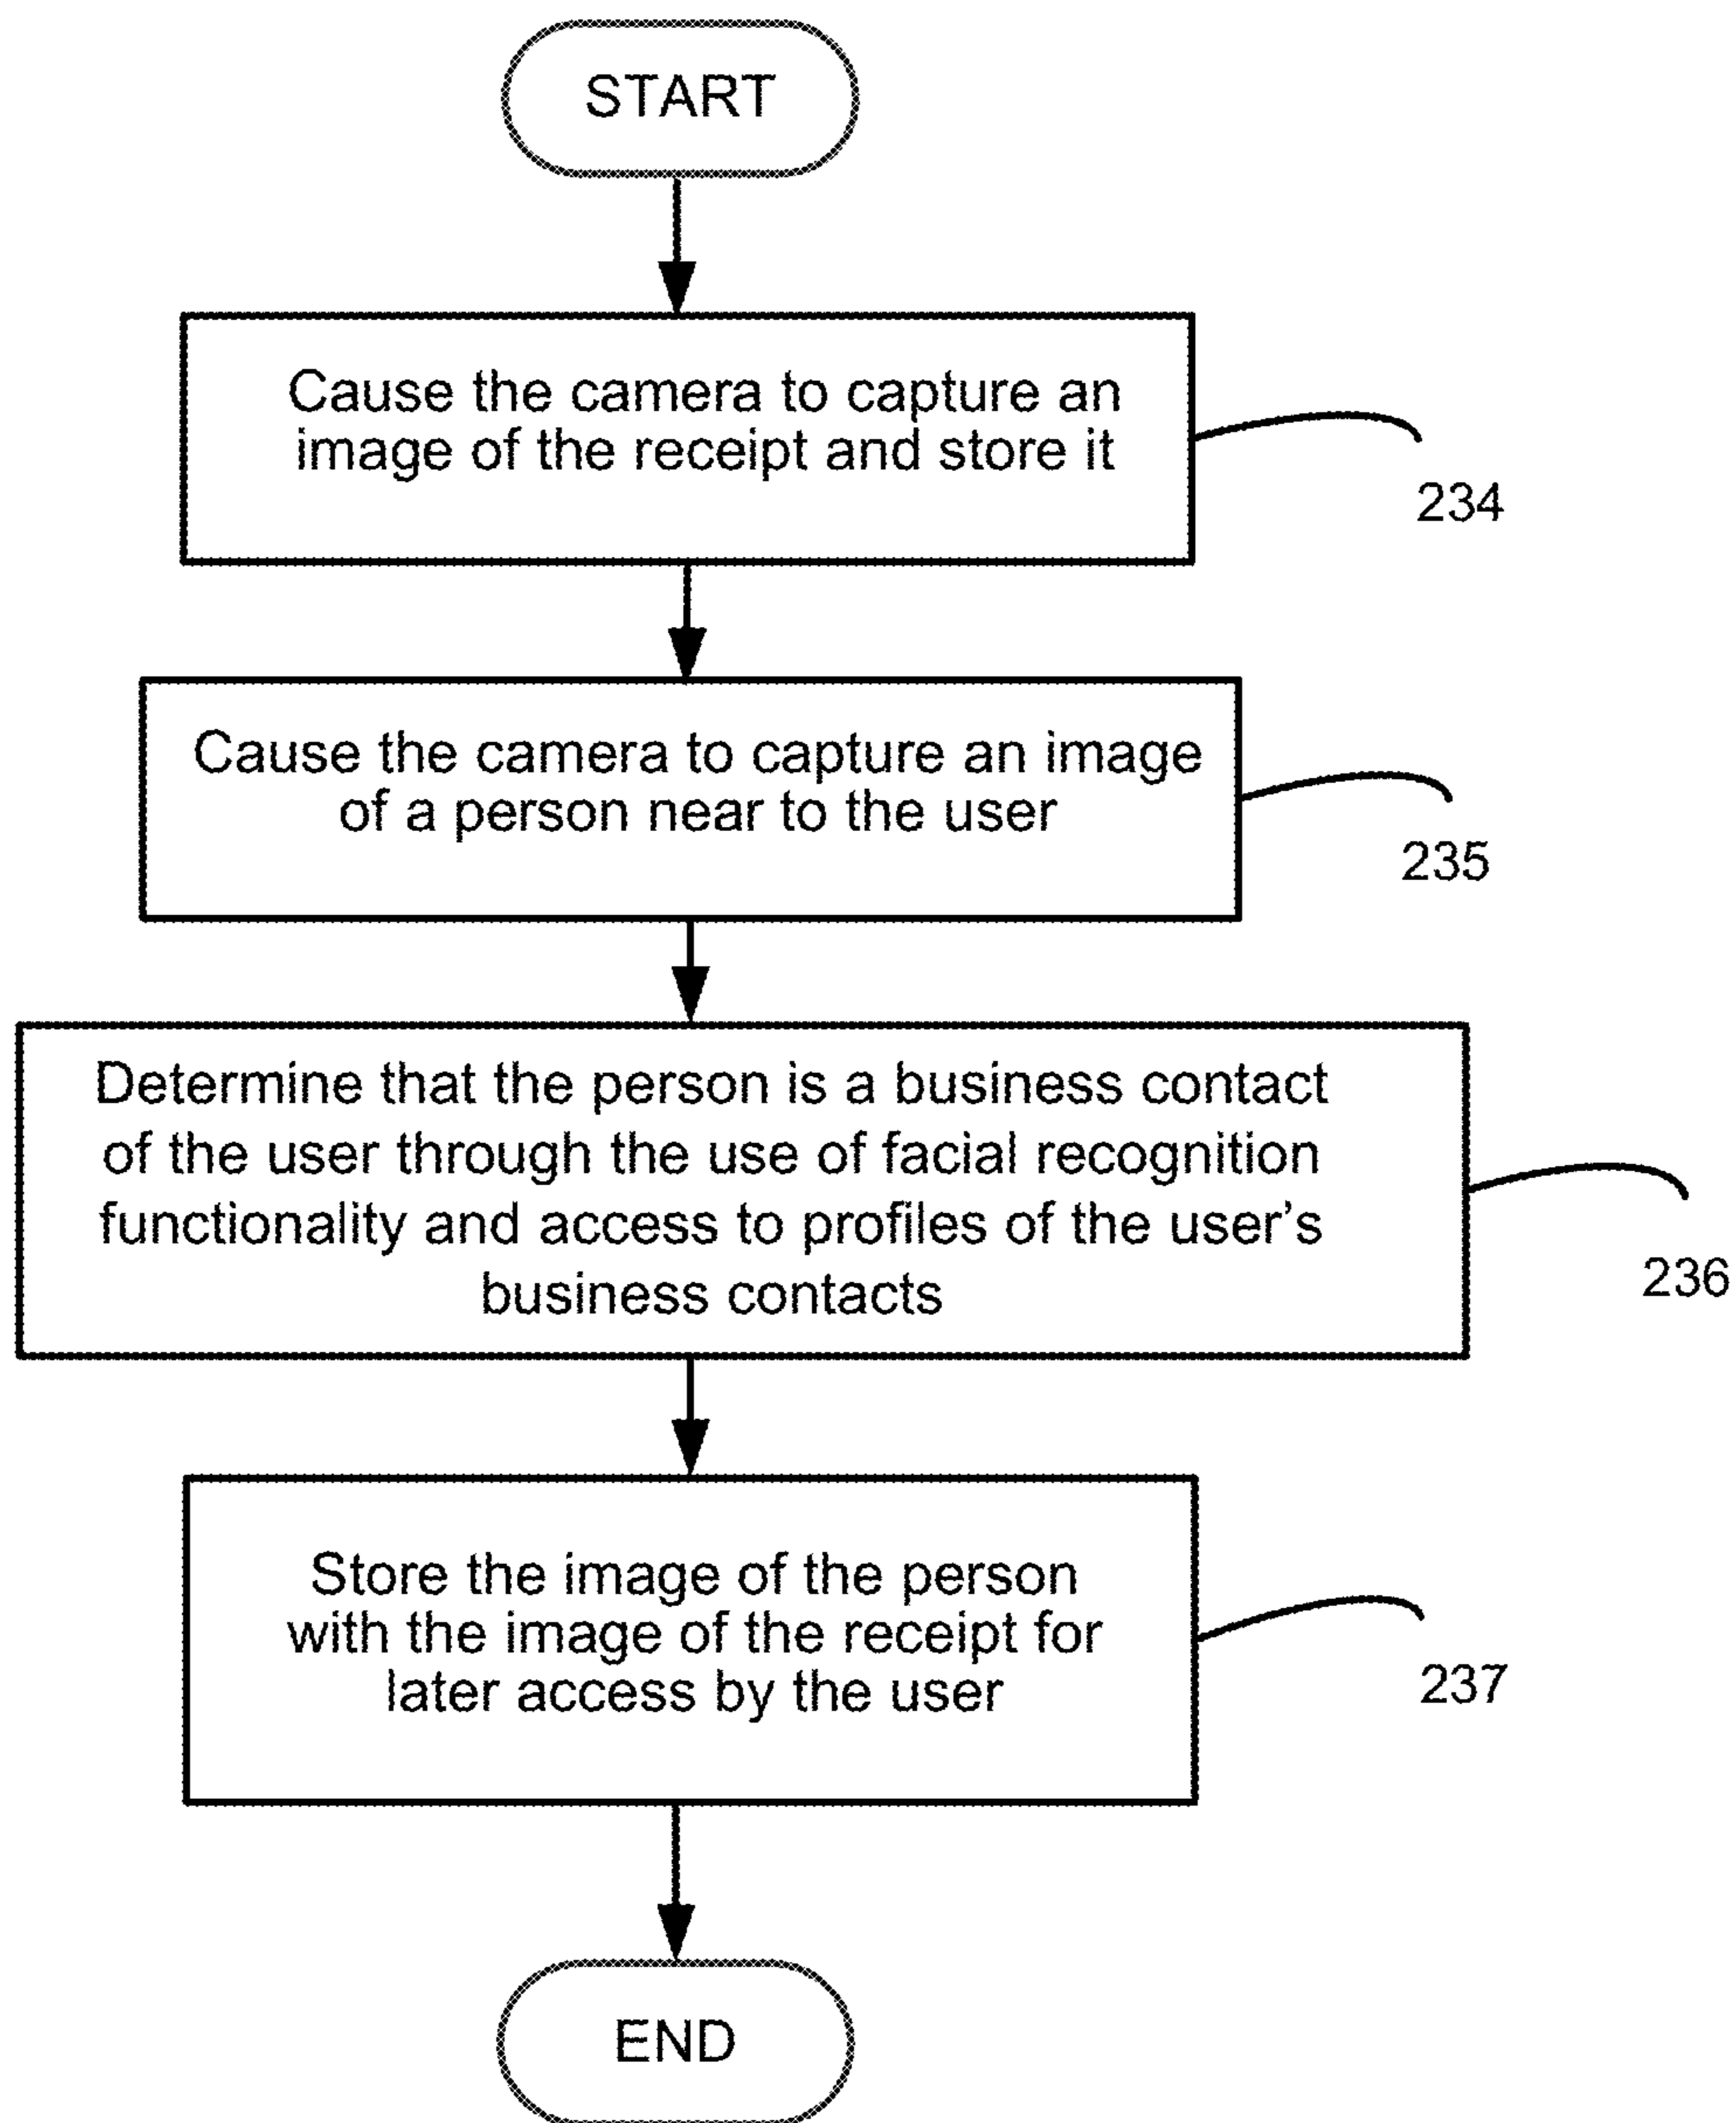 START
Cause the camera to capture an
image of the receipt and store it
234
Cause the camera to capture an image
of a person near to the user
235
Determine that the person is a business contact
of the user through the use of facial recognition
functionality and access to profiles of the user’s
business contacts
236
Store the image of the person
with the image of the receipt for
later access by the user
237
END